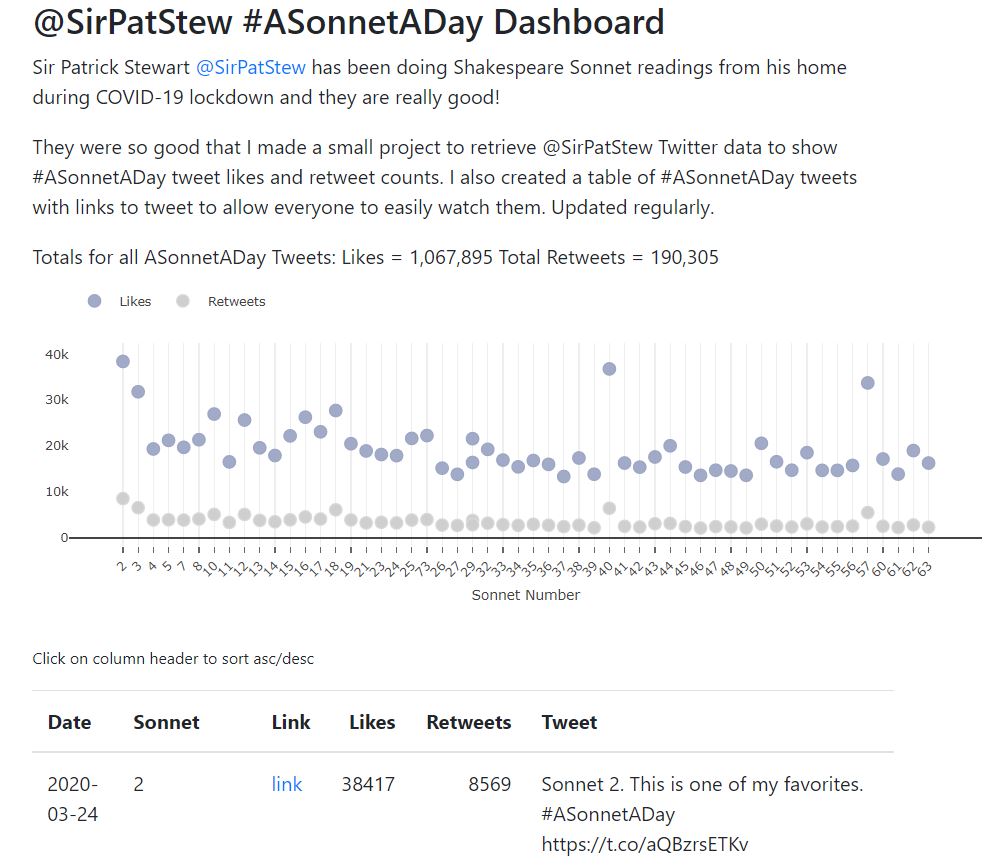 @SirPatStew #ASonnetADay Dashboard
Sir Patrick Stewart @SirPatStew has been doing Shakespeare Sonnet readings from his home
during COVID-19 lockdown and they are really good!
They were so good that I made a small project to retrieve @SirPatStew Twitter data to show
#ASonnetADay tweet likes and retweet counts. I also created a table of #ASonnetADay tweets
with links to tweet to allow everyone to easily watch them. Updated regularly.
Totals for all ASonnetADay Tweets: Likes = 1,067,895 Total Retweets = 190,305
Likes Retweets
40k
30k
20k
10k
0
2 3 4 5 7 8 10 11 12 13 14 15 16 17 18 19 21 23 24 25 73 26 27 29 32 33 34 35 36 37 38 39 40 41 42 43 44 45 46 47 48 49 50 51 52 53 54 55 56 57 60 61 62 63
Sonnet Number
Click on column header to sort asc/desc
Date Sonnet Link Likes Retweets Tweet
2020- 2 link 38417 8569 Sonnet 2. This is one of my favorites.
03-24 #ASonnetADay
https://t.co/aQBzrsETKv